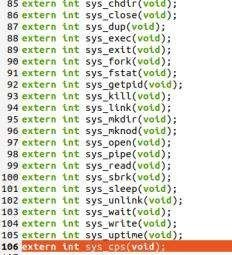 85 extern int sys_chdir(void);
86 extern int sys_close(void);
87 extern int sys_dup(void);
88 extern int sys_exec(void);
89 extern int sys_exit(void);
90 extern int sys_fork(void);
91 extern int sys_fstat(void);
92 extern int sys_getpid(void);
93 extern int sys_kill(void);
94 extern int sys_link(void);
95 extern int sys_mkdir(void);
96 extern int sys_mknod(void);
97 extern int sys_open(void);
98 extern int sys_pipe(void);
99 extern int sys_read(void);
100 extern int sys_sbrk(void);
101 extern int sys_sleep(void);
102 extern int sys_unlink(void);
103 extern int sys_wait(void);
104 extern int sys_write(void);
105 extern int sys_uptime(void);
106 extern int sys_cps(void);